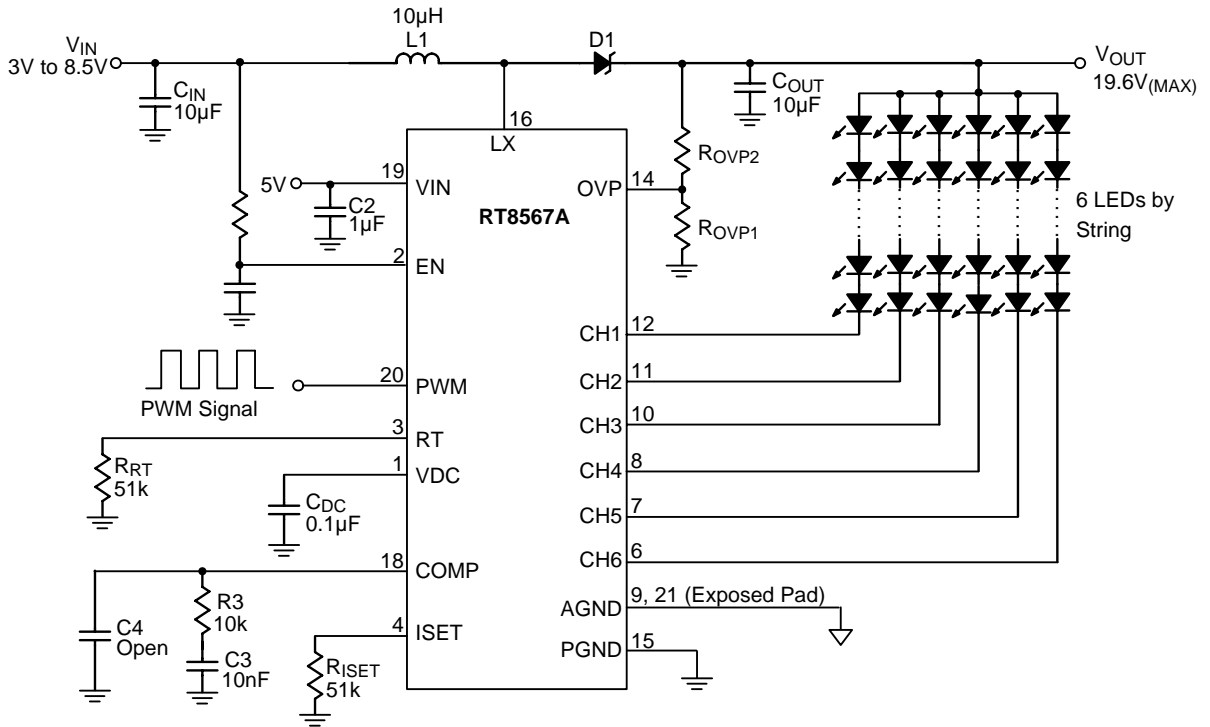 10µH
L1
D1
VIN
3V to 8.5V
VOUT
19.6V(MAX)
CIN
10µF
COUT
10µF
16
LX
19
VIN
5V
C2
1µF
RT8567A
OVP
14
ROVP2
ROVP1
6 LEDs by
String
2
EN
CH1
12
CH2
11
20
PWM
PWM Signal
CH3
10
3
RT
RRT
51k
CH4
8
1
VDC
CDC
0.1µF
CH5
7
CH6
6
18
COMP
R3
10k
C4
Open
C3
10nF
4
ISET
RISET
51k
AGND
9, 21 (Exposed Pad)
PGND
15